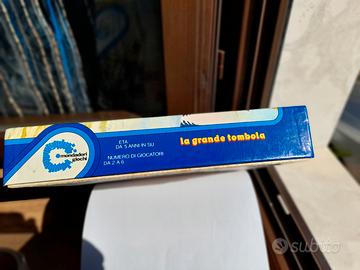 mondadori
giochi
ETÀ
DA 5 ANNI IN SU
NUMERO DI GIOCATORI
DA 2 A 6
la grande tombola
subito